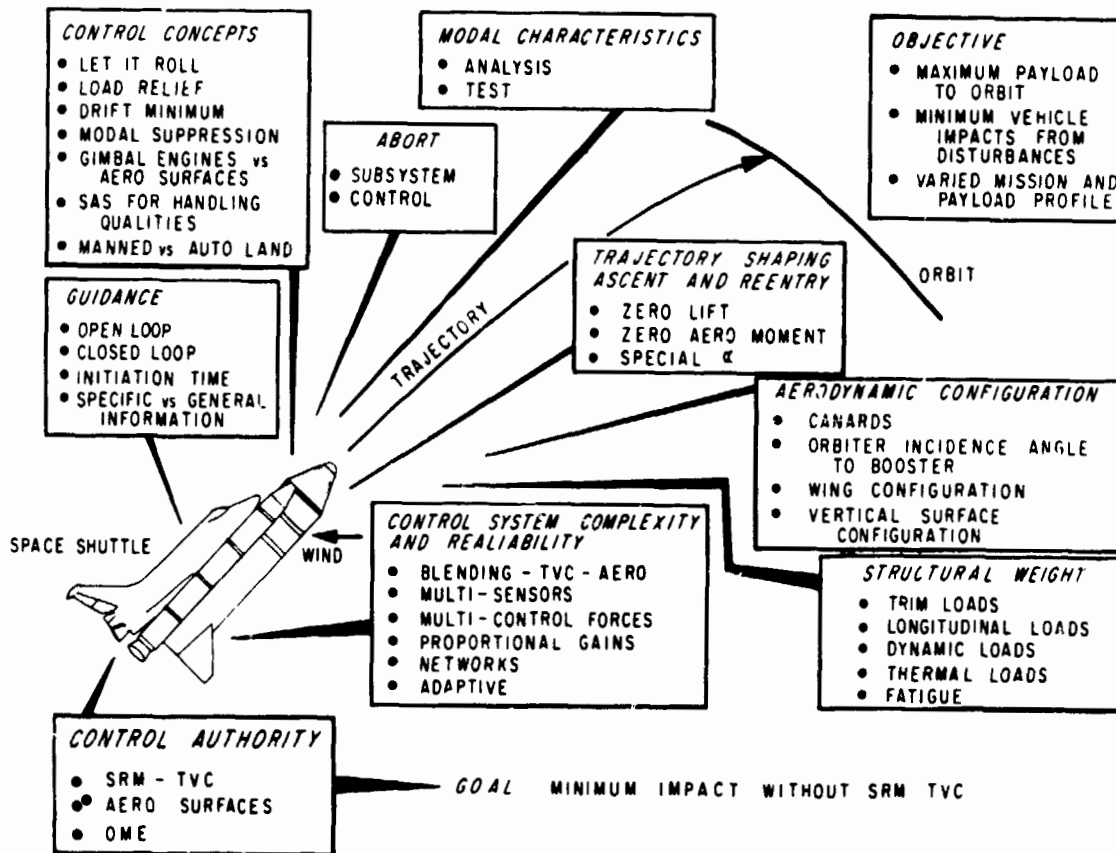 CONTROL CONCEPTS
• LET IT ROLL
• LOAD RELIEF
• DRIFT MINIMUM
• MODAL SUPPRESSION
• GIMBAL ENGINES vs
AERO SURFACES
• SAS FOR HANDLING
QUALITIES
• MANNED vs AUTO LAND
MODAL CHARACTERISTICS
• ANALYSIS
• TEST
OBJECTIVE
• MAXIMUM PAYLOAD
TO ORBIT
• MINIMUM VEHICLE
IMPACTS FROM
DISTURBANCES
• VARIED MISSION AND
PAYLOAD PROFILE
ABORT
• SUBSYSTEM
• CONTROL
GUIDANCE
• OPEN LOOP
• CLOSED LOOP
• INITIATION TIME
• SPECIFIC vs GENERAL
INFORMATION
TRAJECTORY
TRAJECTORY SHAPING
ASCENT AND REENTRY
• ZERO LIFT
• ZERO AERO MOMENT
• SPECIAL α
ORBIT
AERODYNAMIC CONFIGURATION
• CANARDS
• ORBITER INCIDENCE ANGLE
TO BOOSTER
• WING CONFIGURATION
• VERTICAL SURFACE
CONFIGURATION
SPACE SHUTTLE
WIND
CONTROL SYSTEM COMPLEXITY
AND REALIABILITY
• BLENDING - TVC - AERO
• MULTI-SENSORS
• MULTI-CONTROL FORCES
• PROPORTIONAL GAINS
• NETWORKS
• ADAPTIVE
STRUCTURAL WEIGHT
• TRIM LOADS
• LONGITUDINAL LOADS
• DYNAMIC LOADS
• THERMAL LOADS
• FATIGUE
CONTROL AUTHORITY
• SRM - TVC
• AERO SURFACES
• OME
GOAL MINIMUM IMPACT WITHOUT SRM TVC